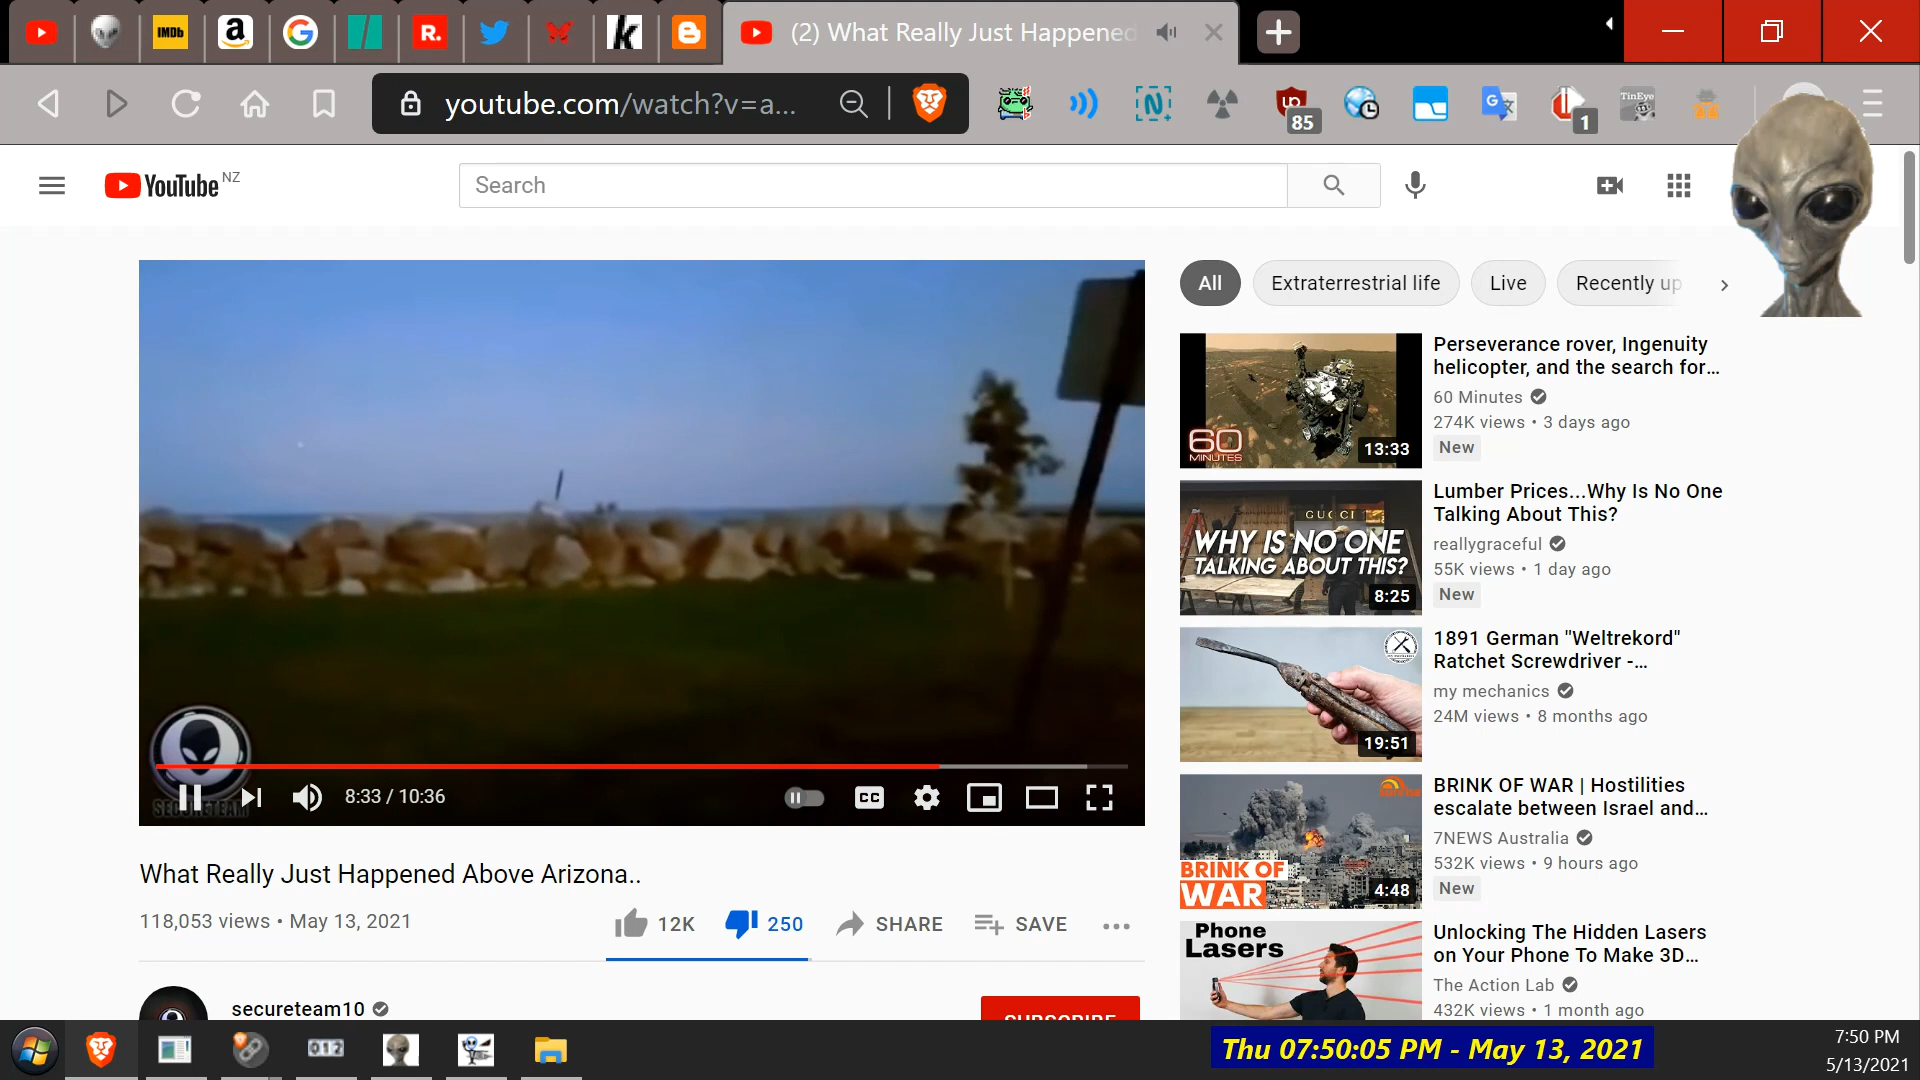 IMDb
a
G
R.
k
(2) What Really Just Happened
youtube.com/watch?v=a...
N
UD
85
G
1
TinEye
YouTube NZ
Search
All
Extraterrestrial life
Live
Recently up
Perseverance rover, Ingenuity
helicopter, and the search for...
60 Minutes
274K views • 3 days ago
New
60
MINUTES
13:33
Lumber Prices...Why Is No One
Talking About This?
reallygraceful
55K views • 1 day ago
New
GUCCI
WHY IS NO ONE
TALKING ABOUT THIS?
8:25
1891 German "Weltrekord"
Ratchet Screwdriver -...
my mechanics
24M views • 8 months ago
19:51
BRINK OF WAR | Hostilities
escalate between Israel and...
7NEWS Australia
532K views • 9 hours ago
New
BRINK OF
WAR
4:48
Unlocking The Hidden Lasers
on Your Phone To Make 3D...
The Action Lab
432K views • 1 month ago
Phone
Lasers
SECURETEAM
8:33 / 10:36
CC
What Really Just Happened Above Arizona..
118,053 views • May 13, 2021
12K
250
SHARE
SAVE
secureteam10
SUBSCRIBE
012
Thu 07:50:05 PM - May 13, 2021
7:50 PM
5/13/2021